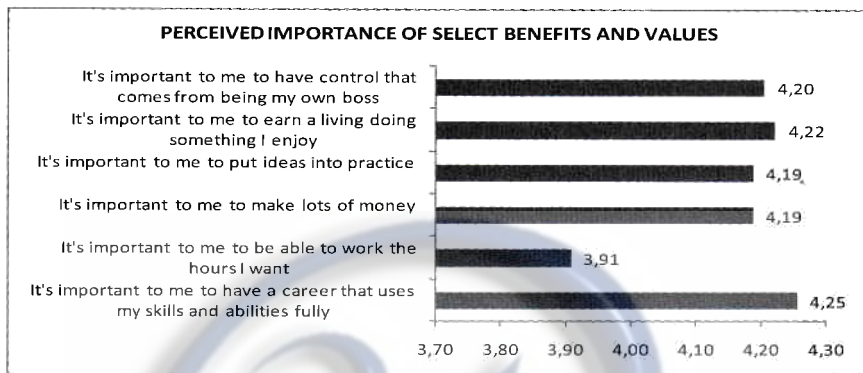 PERCEIVED IMPORTANCE OF SELECT BENEFITS AND VALUES
It's important to me to have control that
comes from being my own boss
4,20
It's important to me to earn a living doing
something I enjoy
4,22
It's important to me to put ideas into practice
4,19
It's important to me to make lots of money
4,19
It's important to me to be able to work the
hours I want
3,91
It's important to me to have a career that uses
my skills and abilities fully
4,25
3,70 3,80 3,90 4,00 4,10 4,20 4,30